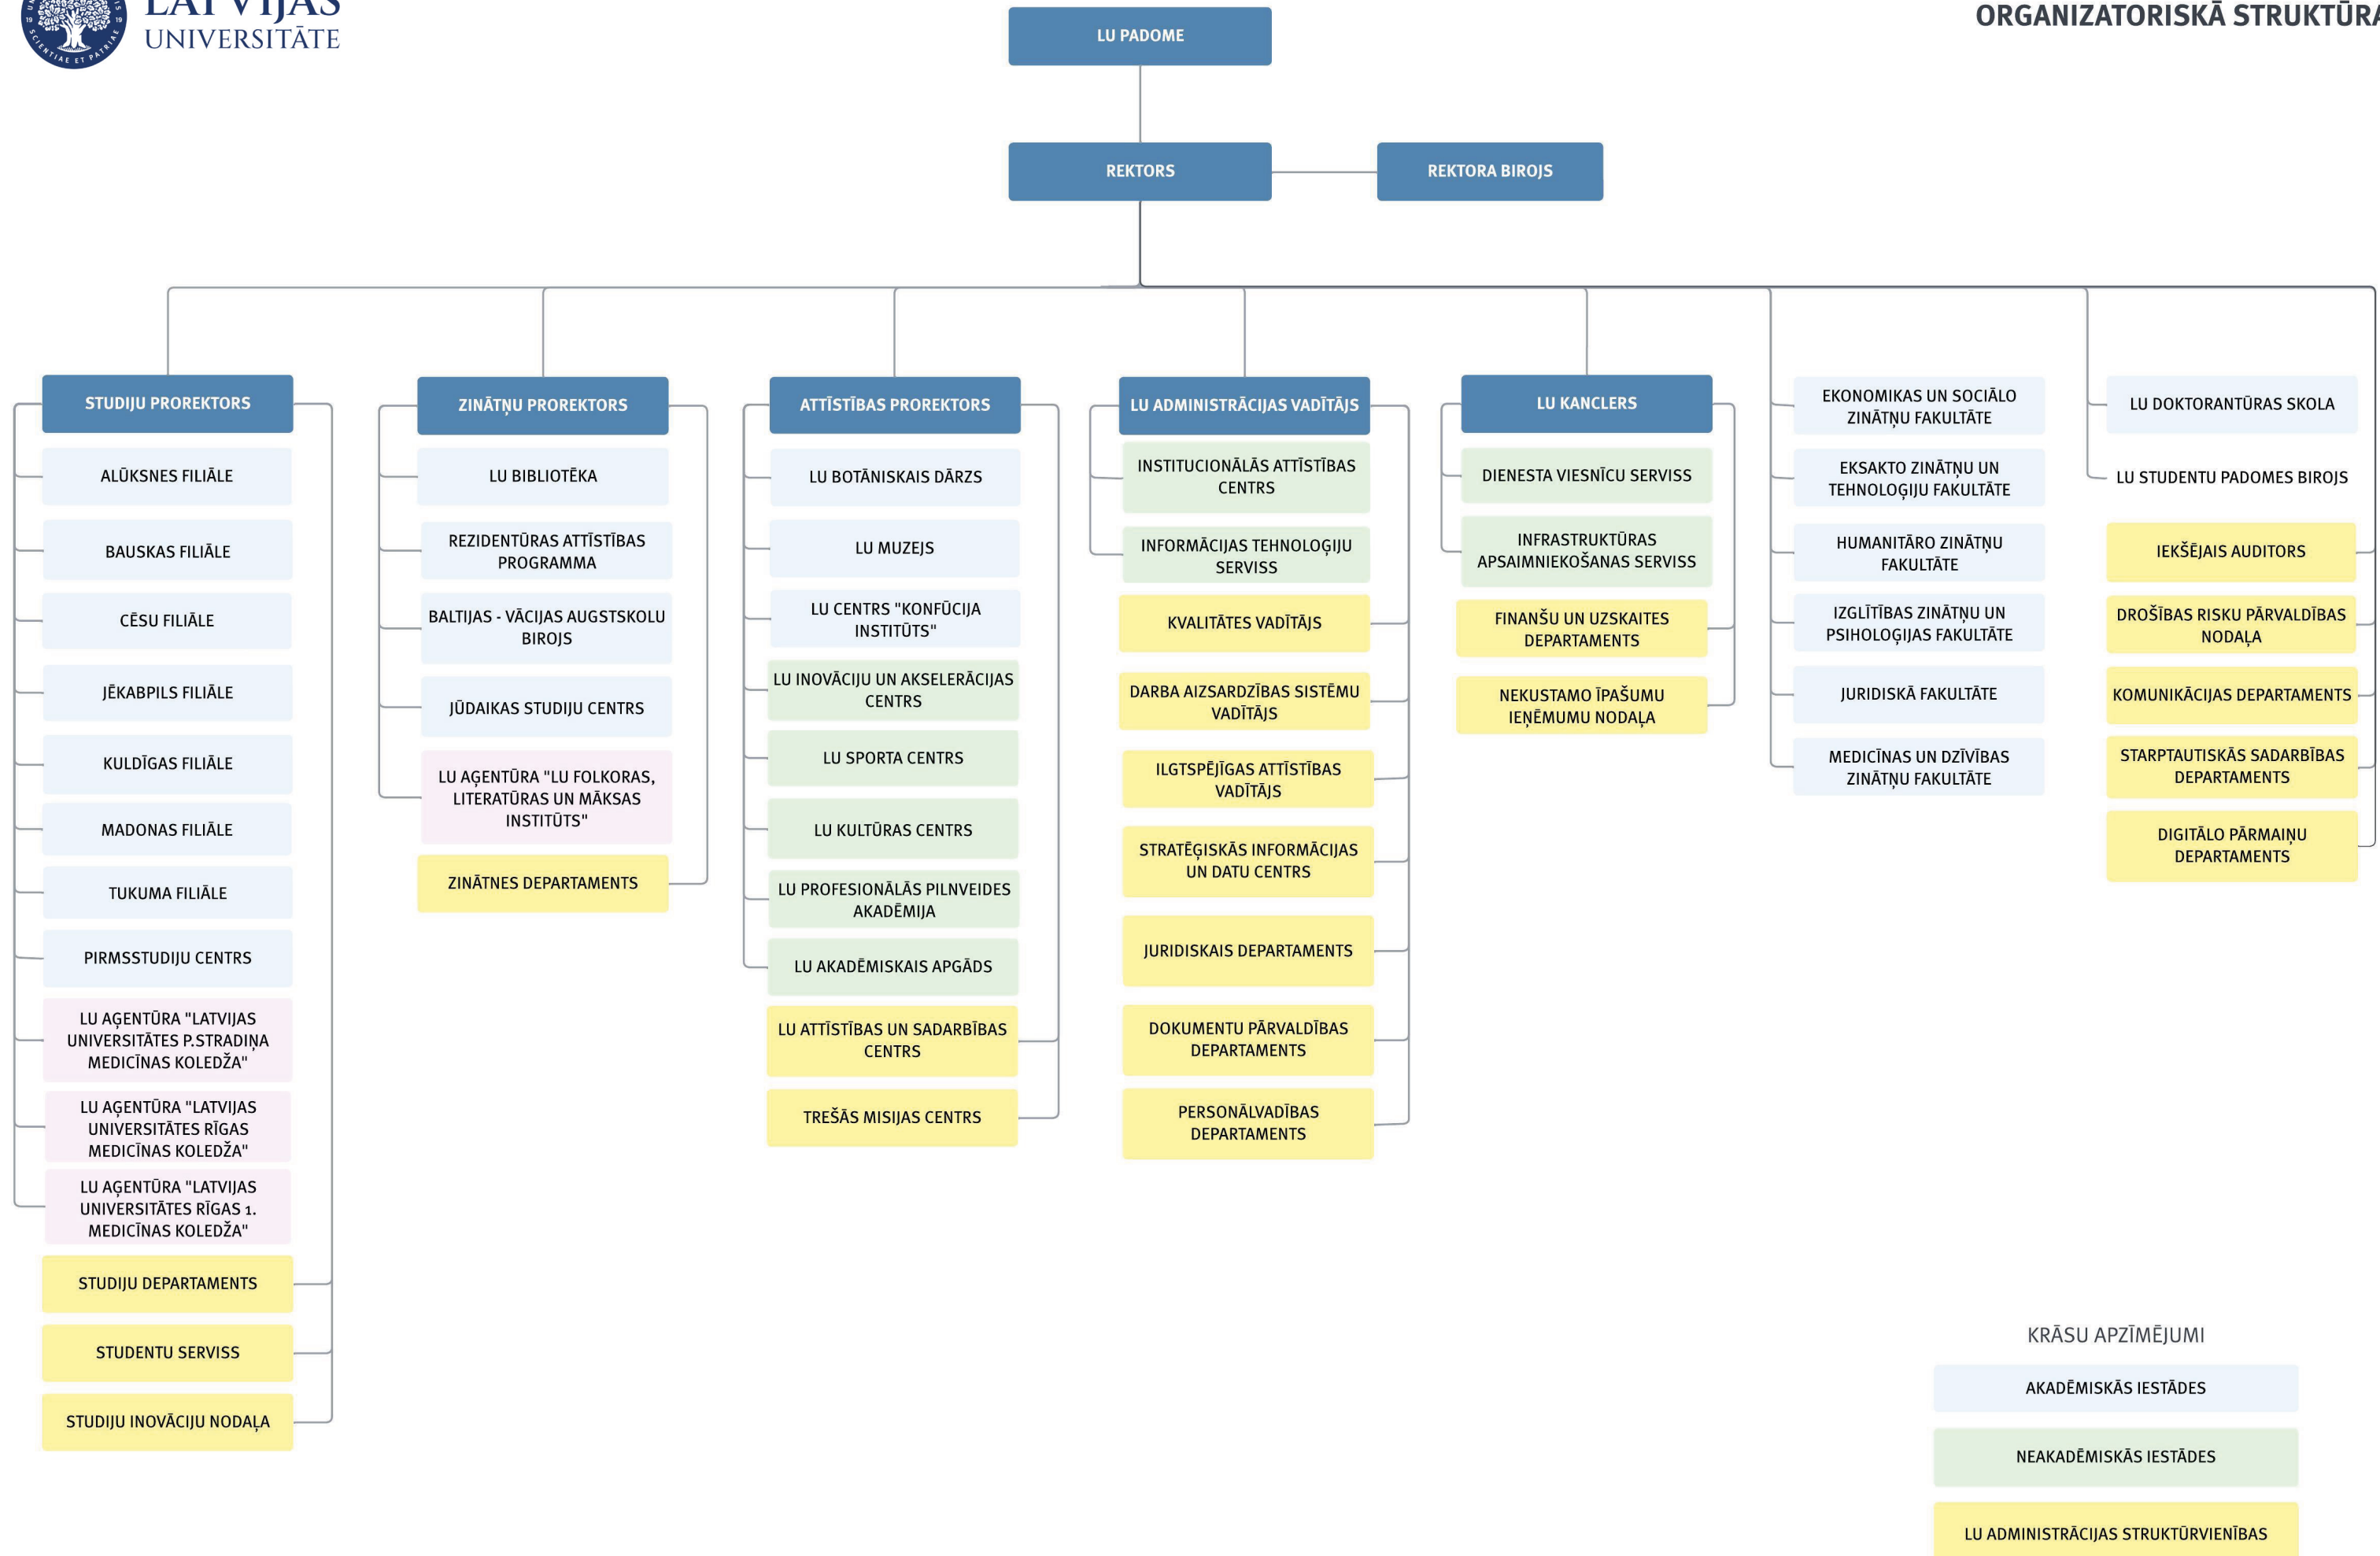 LATVIJAS
UNIVERSITĀTE
SCIENTIAE ET PATRIAE
19
19
ORGANIZATORISKĀ STRUKTŪRA
LU PADOME
REKTORS
REKTORA BIROJS
STUDIJU PROREKTORS
ALŪKSNES FILIĀLE
BAUSKAS FILIĀLE
CĒSU FILIĀLE
JĒKABPILS FILIĀLE
KULDĪGAS FILIĀLE
MADONAS FILIĀLE
TUKUMA FILIĀLE
PIRMSSTUDIJU CENTRS
LU AĢENTŪRA "LATVIJAS
UNIVERSITĀTES P.STRADIŅA
MEDICĪNAS KOLEDŽA"
LU AĢENTŪRA "LATVIJAS
UNIVERSITĀTES RĪGAS
MEDICĪNAS KOLEDŽA"
LU AĢENTŪRA "LATVIJAS
UNIVERSITĀTES RĪGAS 1.
MEDICĪNAS KOLEDŽA"
STUDIJU DEPARTAMENTS
STUDENTU SERVISS
STUDIJU INOVĀCIJU NODAĻA
ZINĀTŅU PROREKTORS
LU BIBLIOTĒKA
REZIDENTŪRAS ATTĪSTĪBAS
PROGRAMMA
BALTIJAS - VĀCIJAS AUGSTSKOLU
BIROJS
JŪDAIKAS STUDIJU CENTRS
LU AĢENTŪRA "LU FOLKORAS,
LITERATŪRAS UN MĀKSAS
INSTITŪTS"
ZINĀTNES DEPARTAMENTS
ATTĪSTĪBAS PROREKTORS
LU BOTĀNISKAIS DĀRZS
LU MUZEJS
LU CENTRS "KONFŪCIJA
INSTITŪTS"
LU INOVĀCIJU UN AKSELERĀCIJAS
CENTRS
LU SPORTA CENTRS
LU KULTŪRAS CENTRS
LU PROFESIONĀLĀS PILNVEIDES
AKADĒMIJA
LU AKADĒMISKAIS APGĀDS
LU ATTĪSTĪBAS UN SADARBĪBAS
CENTRS
TREŠĀS MISIJAS CENTRS
LU ADMINISTRĀCIJAS VADĪTĀJS
INSTITUCIONĀLĀS ATTĪSTĪBAS
CENTRS
INFORMĀCIJAS TEHNOLOĢIJU
SERVISS
KVALITĀTES VADĪTĀJS
DARBA AIZSARDZĪBAS SISTĒMU
VADĪTĀJS
ILGTSPĒJĪGAS ATTĪSTĪBAS
VADĪTĀJS
STRATĒĢISKĀS INFORMĀCIJAS
UN DATU CENTRS
JURIDISKAIS DEPARTAMENTS
DOKUMENTU PĀRVALDĪBAS
DEPARTAMENTS
PERSONĀLVADĪBAS
DEPARTAMENTS
LU KANCLERS
DIENESTA VIESNĪCU SERVISS
INFRASTRUKTŪRAS
APSAIMNIEKOŠANAS SERVISS
FINANŠU UN UZSKAITES
DEPARTAMENTS
NEKUSTAMO ĪPAŠUMU
IEŅĒMUMU NODAĻA
EKONOMIKAS UN SOCIĀLO
ZINĀTŅU FAKULTĀTE
EKSAKTO ZINĀTŅU UN
TEHNOLOĢIJU FAKULTĀTE
HUMANITĀRO ZINĀTŅU
FAKULTĀTE
IZGLĪTĪBAS ZINĀTŅU UN
PSIHOLOĢIJAS FAKULTĀTE
JURIDISKĀ FAKULTĀTE
MEDICĪNAS UN DZĪVĪBAS
ZINĀTŅU FAKULTĀTE
LU DOKTORANTŪRAS SKOLA
LU STUDENTU PADOMES BIROJS
IEKŠĒJAIS AUDITORS
DROŠĪBAS RISKU PĀRVALDĪBAS
NODAĻA
KOMUNIKĀCIJAS DEPARTAMENTS
STARPTAUTISKĀS SADARBĪBAS
DEPARTAMENTS
DIGITĀLO PĀRMAIŅU
DEPARTAMENTS
KRĀSU APZĪMĒJUMI
AKADĒMISKĀS IESTĀDES
NEAKADĒMISKĀS IESTĀDES
LU ADMINISTRĀCIJAS STRUKTŪRVIENĪBAS